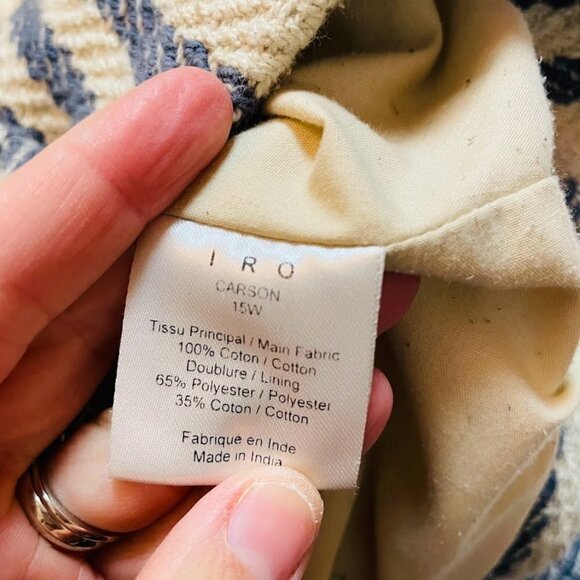 I R O
CARSON
15W
Tissu Principal / Main Fabric
100% Coton / Cotton
Doublure / Lining
65% Polyester / Polyester
35% Coton / Cotton
Fabrique en Inde
Made in India